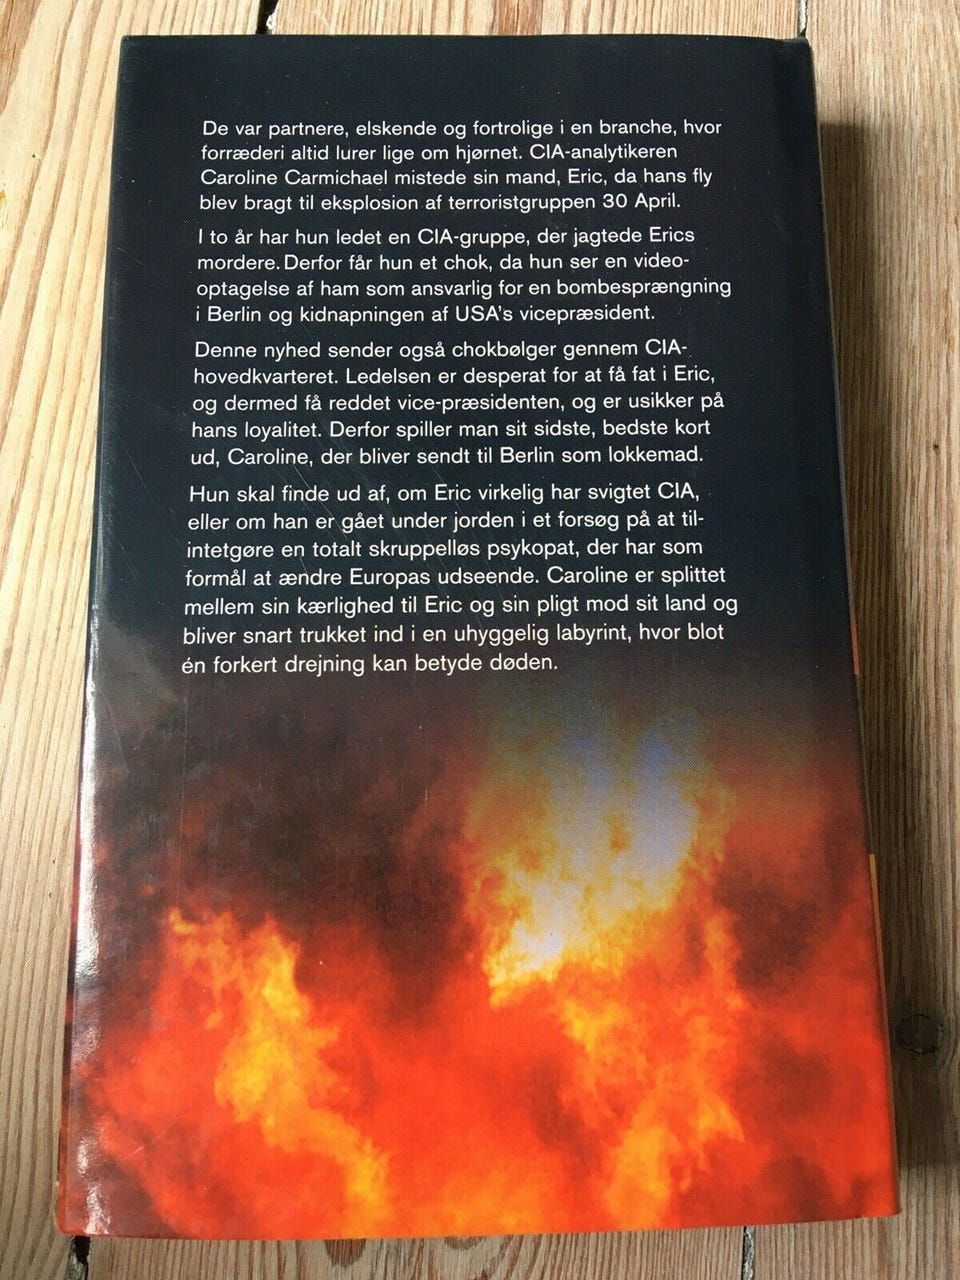 De var partnere, elskende og fortrolige i en branche, hvor
forræderi altid lurer lige om hjørnet. CIA-analytikeren
Caroline Carmichael mistede sin mand, Eric, da hans fly
blev bragt til eksplosion af terroristgruppen 30 April.
I to år har hun ledet en CIA-gruppe, der jagtede Erics
mordere. Derfor får hun et chok, da hun ser en video-
optagelse af ham som ansvarlig for en bombesprængning
i Berlin og kidnapningen af USA's vicepræsident.
Denne nyhed sender også chokbølger gennem CIA-
hovedkvarteret. Ledelsen er desperat for at få fat i Eric,
og dermed få reddet vice-præsidenten, og er usikker på
hans loyalitet. Derfor spiller man sit sidste, bedste kort
ud, Caroline, der bliver sendt til Berlin som lokkemad.
Hun skal finde ud af, om Eric virkelig har svigtet CIA,
eller om han er gået under jorden i et forsøg på at til-
intetgøre en totalt skruppelløs psykopat, der har som
formål at ændre Europas udseende. Caroline er splittet
mellem sin kærlighed til Eric og sin pligt mod sit land og
bliver snart trukket ind i en uhyggelig labyrint, hvor blot
én forkert drejning kan betyde døden.